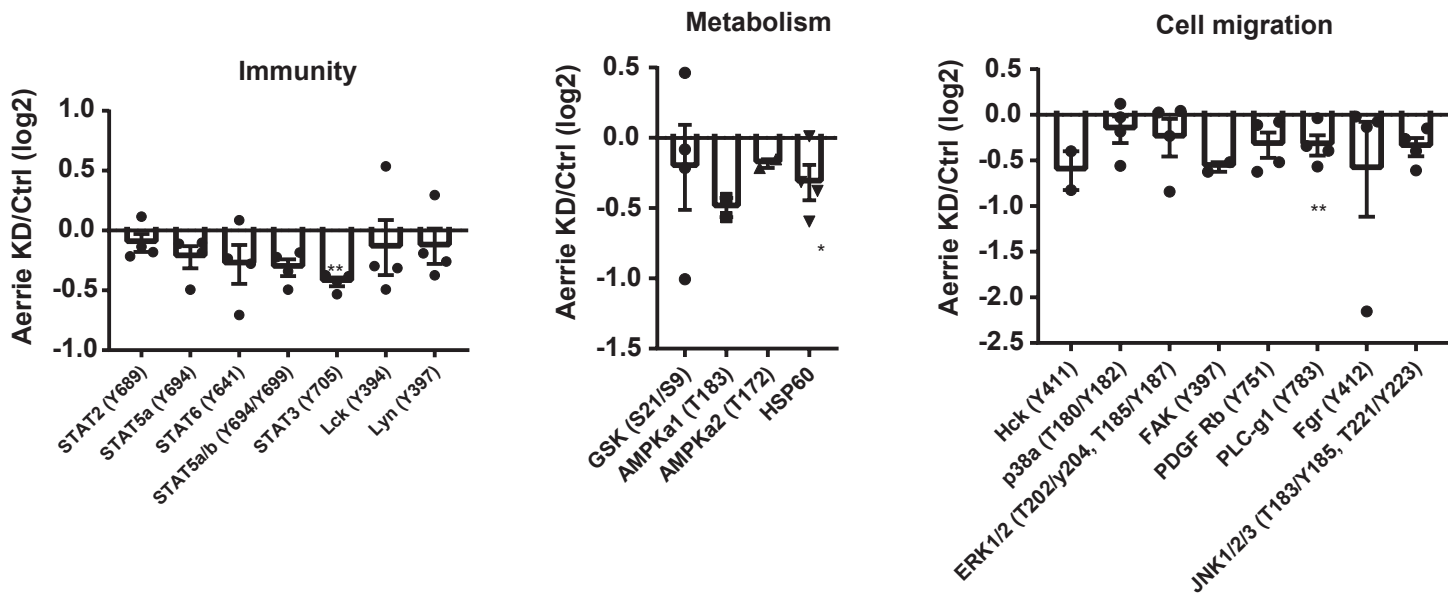 Immunity
Aerrie KD/Ctrl (log2)
1.0
0.5
0.0
-0.5
-1.0
**
STAT2 (Y689)
STAT5a (Y694)
STAT6 (Y641)
STAT5a/b (Y694/Y699)
STAT3 (Y705)
Lck (Y394)
Lyn (Y397)
Metabolism
Aerrie KD/Ctrl (log2)
0.5
0.0
-0.5
-1.0
-1.5
*
GSK (S21/S9)
AMPKa1 (T183)
AMPKa2 (T172)
HSP60
Cell migration
Aerrie KD/Ctrl (log2)
0.5
0.0
-0.5
-1.0
-1.5
-2.0
-2.5
**
Hck (Y411)
p38a (T180/Y182)
ERK1/2 (T202/y204, T185/Y187)
FAK (Y397)
PDGF Rb (Y751)
PLC-g1 (Y783)
Fgr (Y412)
JNK1/2/3 (T183/Y185, T221/Y223)